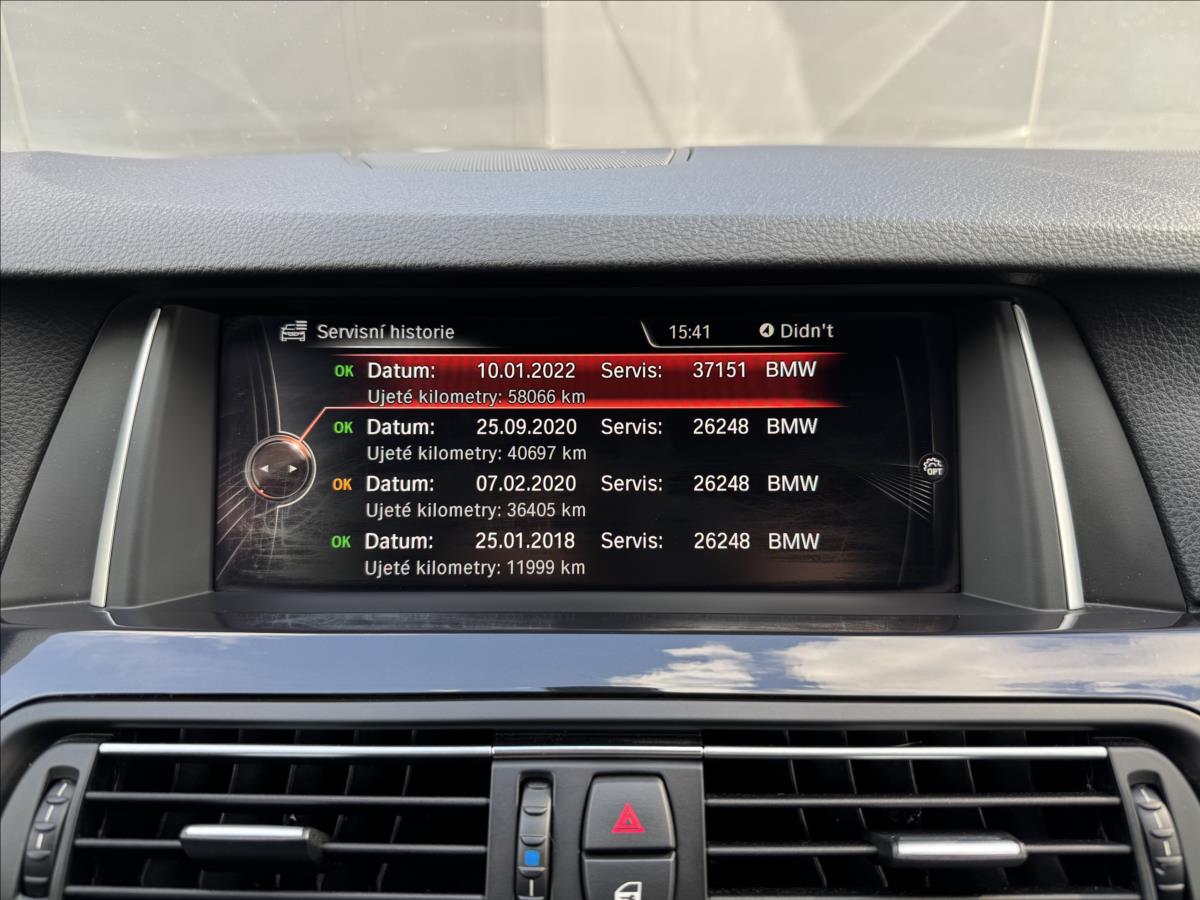 Servisní historie 15:41 Didn't
OK Datum: 10.01.2022 Servis: 37151 BMW
Ujeté kilometry: 58066 km
OK Datum: 25.09.2020 Servis: 26248 BMW
Ujeté kilometry: 40697 km
OK Datum: 07.02.2020 Servis: 26248 BMW
Ujeté kilometry: 36405 km
OK Datum: 25.01.2018 Servis: 26248 BMW
Ujeté kilometry: 11999 km
OPT